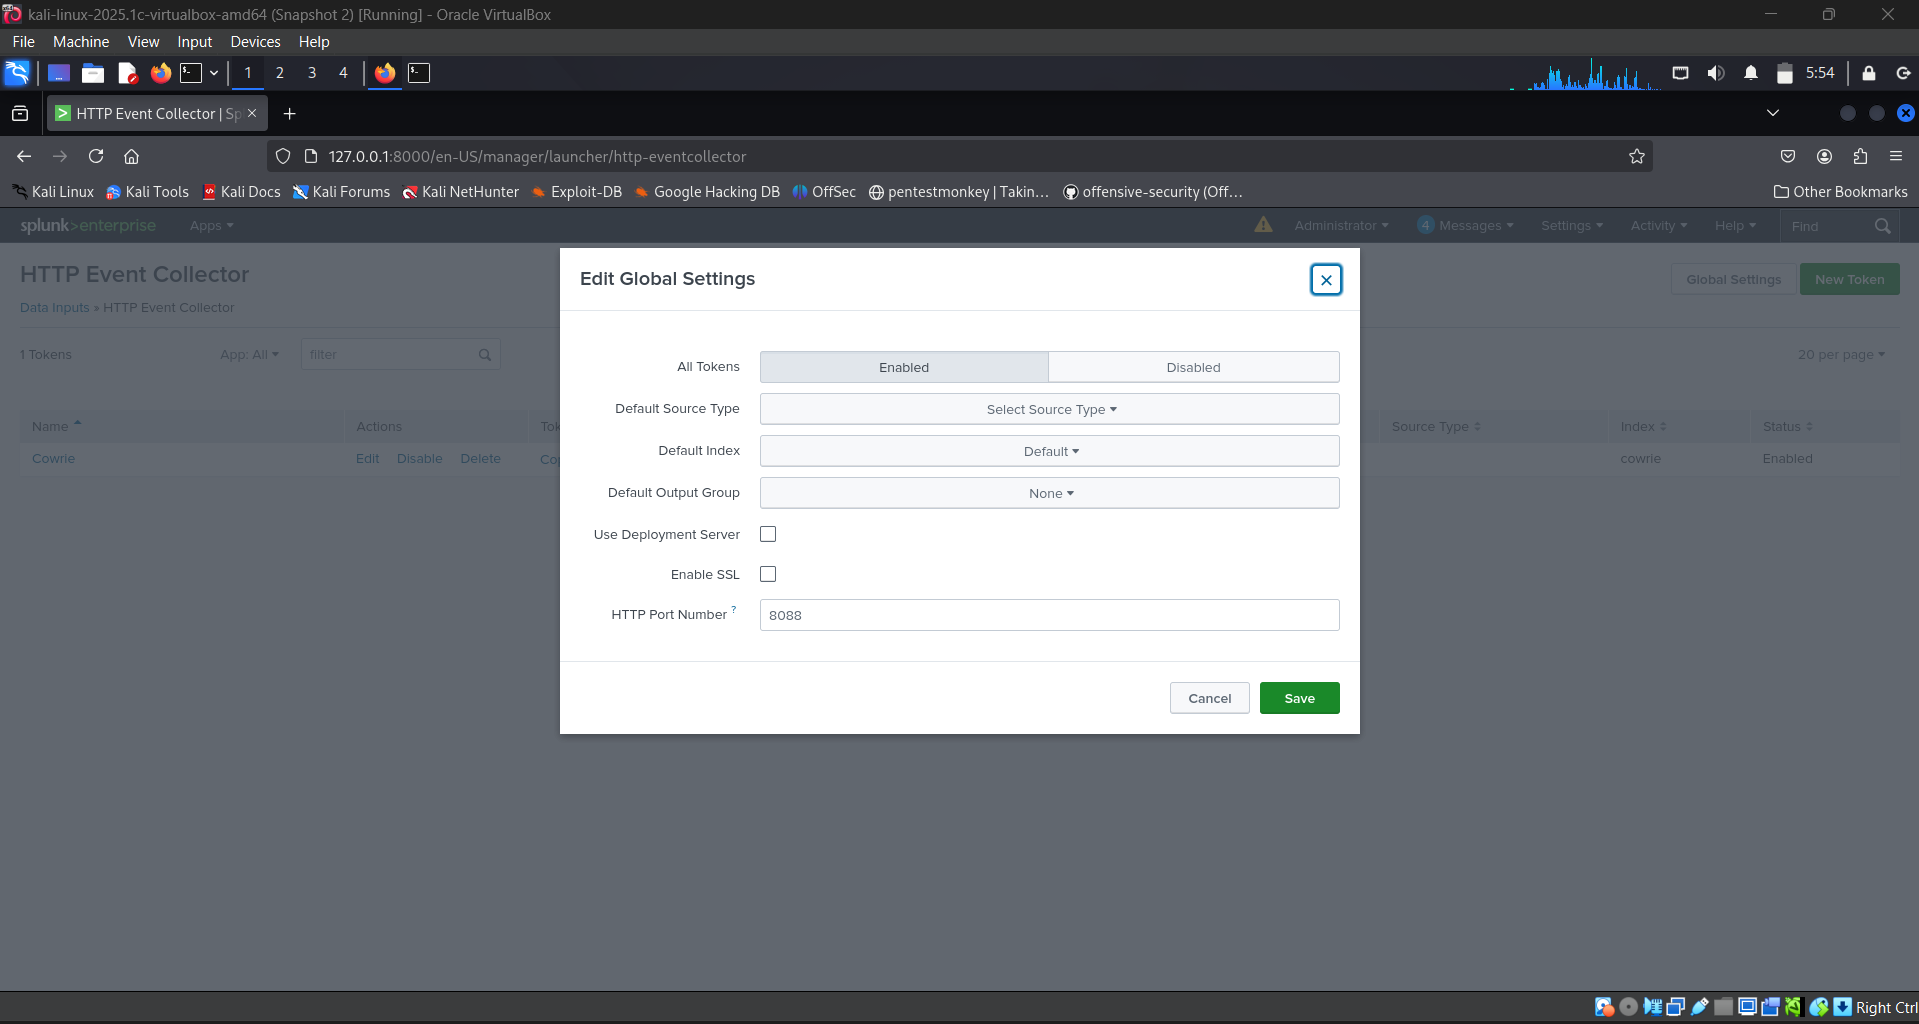 kali-linux-2025.1c-virtualbox-amd64 (Snapshot 2) [Running] - Oracle VirtualBox
File Machine View Input Devices Help
1 2 3 4 5:54
HTTP Event Collector | Sp
127.0.0.1:8000/en-US/manager/launcher/http-eventcollector
Kali Linux Kali Tools Kali Docs Kali Forums Kali NetHunter Exploit-DB Google Hacking DB OffSec pentestmonkey | Takin... offensive-security (Off... Other Bookmarks
splunk>enterprise Apps Administrator 4 Messages Settings Activity Help Find
HTTP Event Collector
Global Settings New Token
Data Inputs » HTTP Event Collector
1 Tokens App: All filter 20 per page
Name Actions Tok Source Type Index Status
Cowrie Edit Disable Delete Cop cowrie Enabled
Edit Global Settings
All Tokens Enabled Disabled
Default Source Type Select Source Type
Default Index Default
Default Output Group None
Use Deployment Server
Enable SSL
HTTP Port Number ? 8088
Cancel Save
Right Ctrl